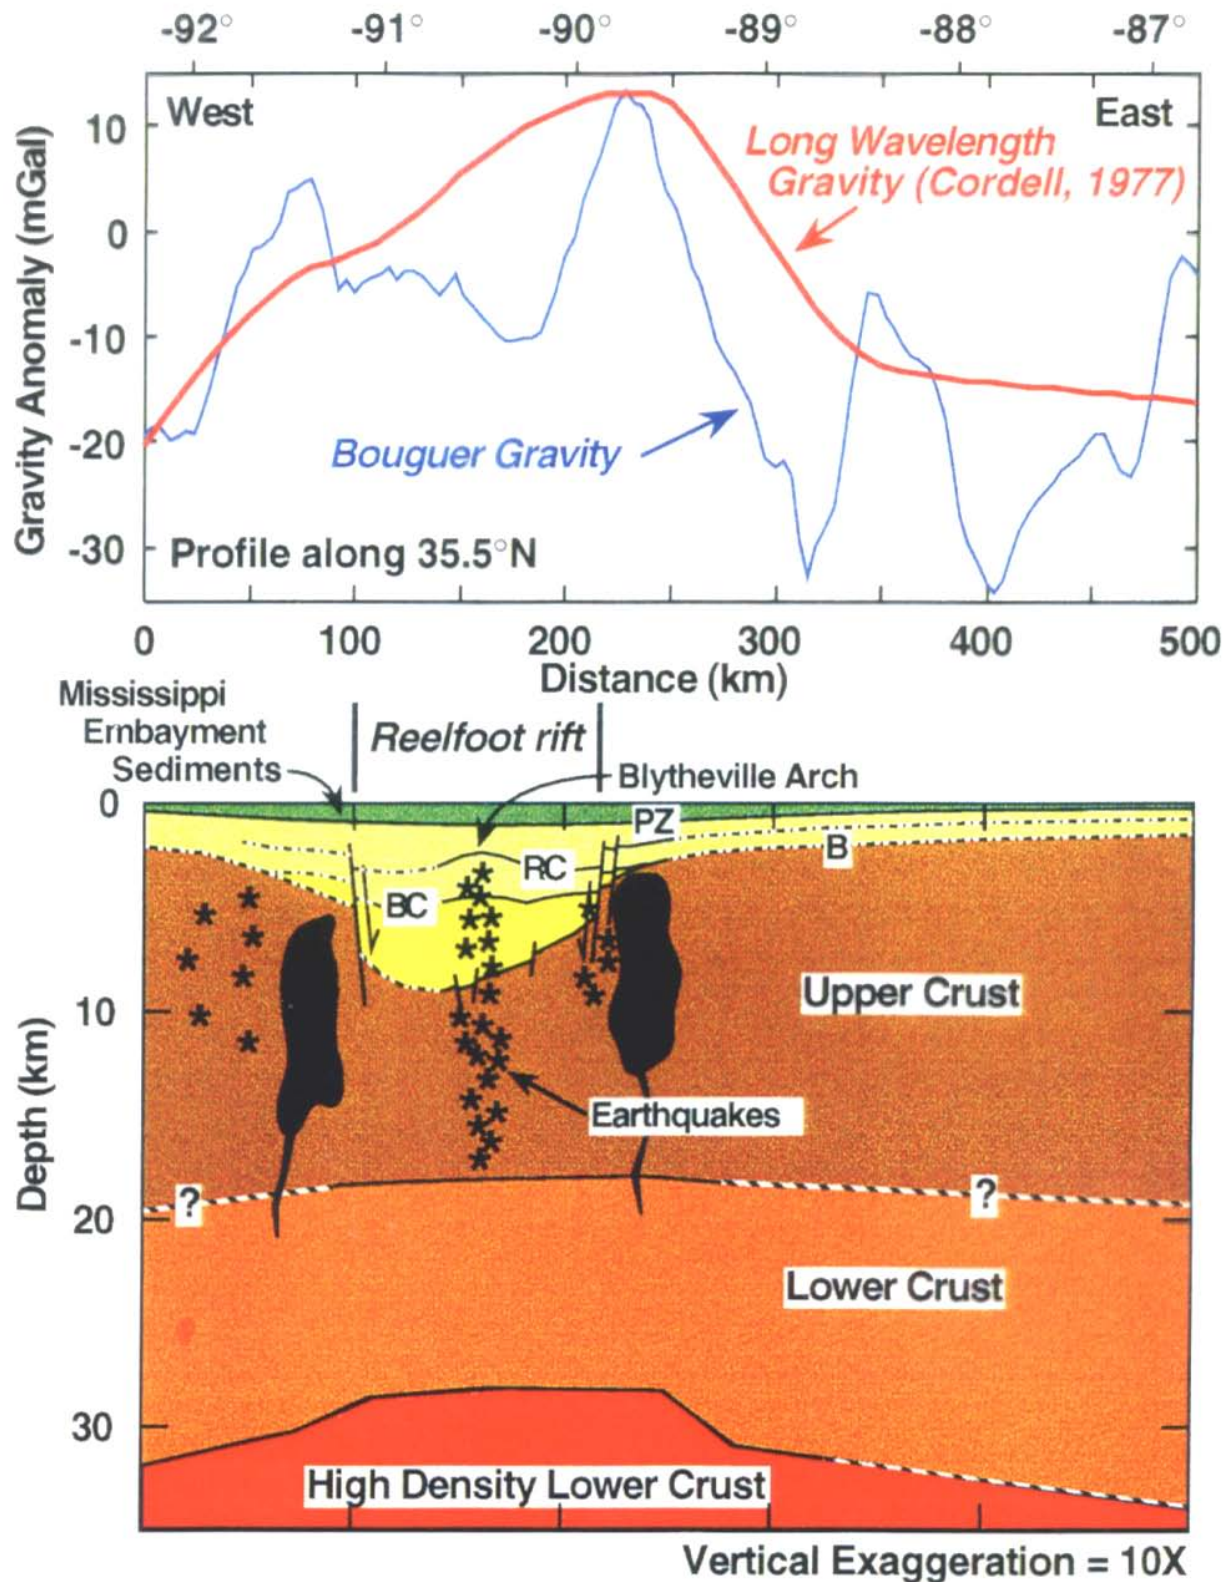 -92° -91° -90° -89° -88° -87°
West East
Long Wavelength
Gravity (Cordell, 1977)
Gravity Anomaly (mGal)
10
0
-10
-20
-30
Bouguer Gravity
Profile along 35.5°N
0 100 200 300 400 500
Distance (km)
Mississippi
Embayment
Sediments
Reelfoot rift
Blytheville Arch
Depth (km)
0
10
20
30
PZ
B
RC
BC
Upper Crust
Earthquakes
? ?
Lower Crust
High Density Lower Crust
Vertical Exaggeration = 10X